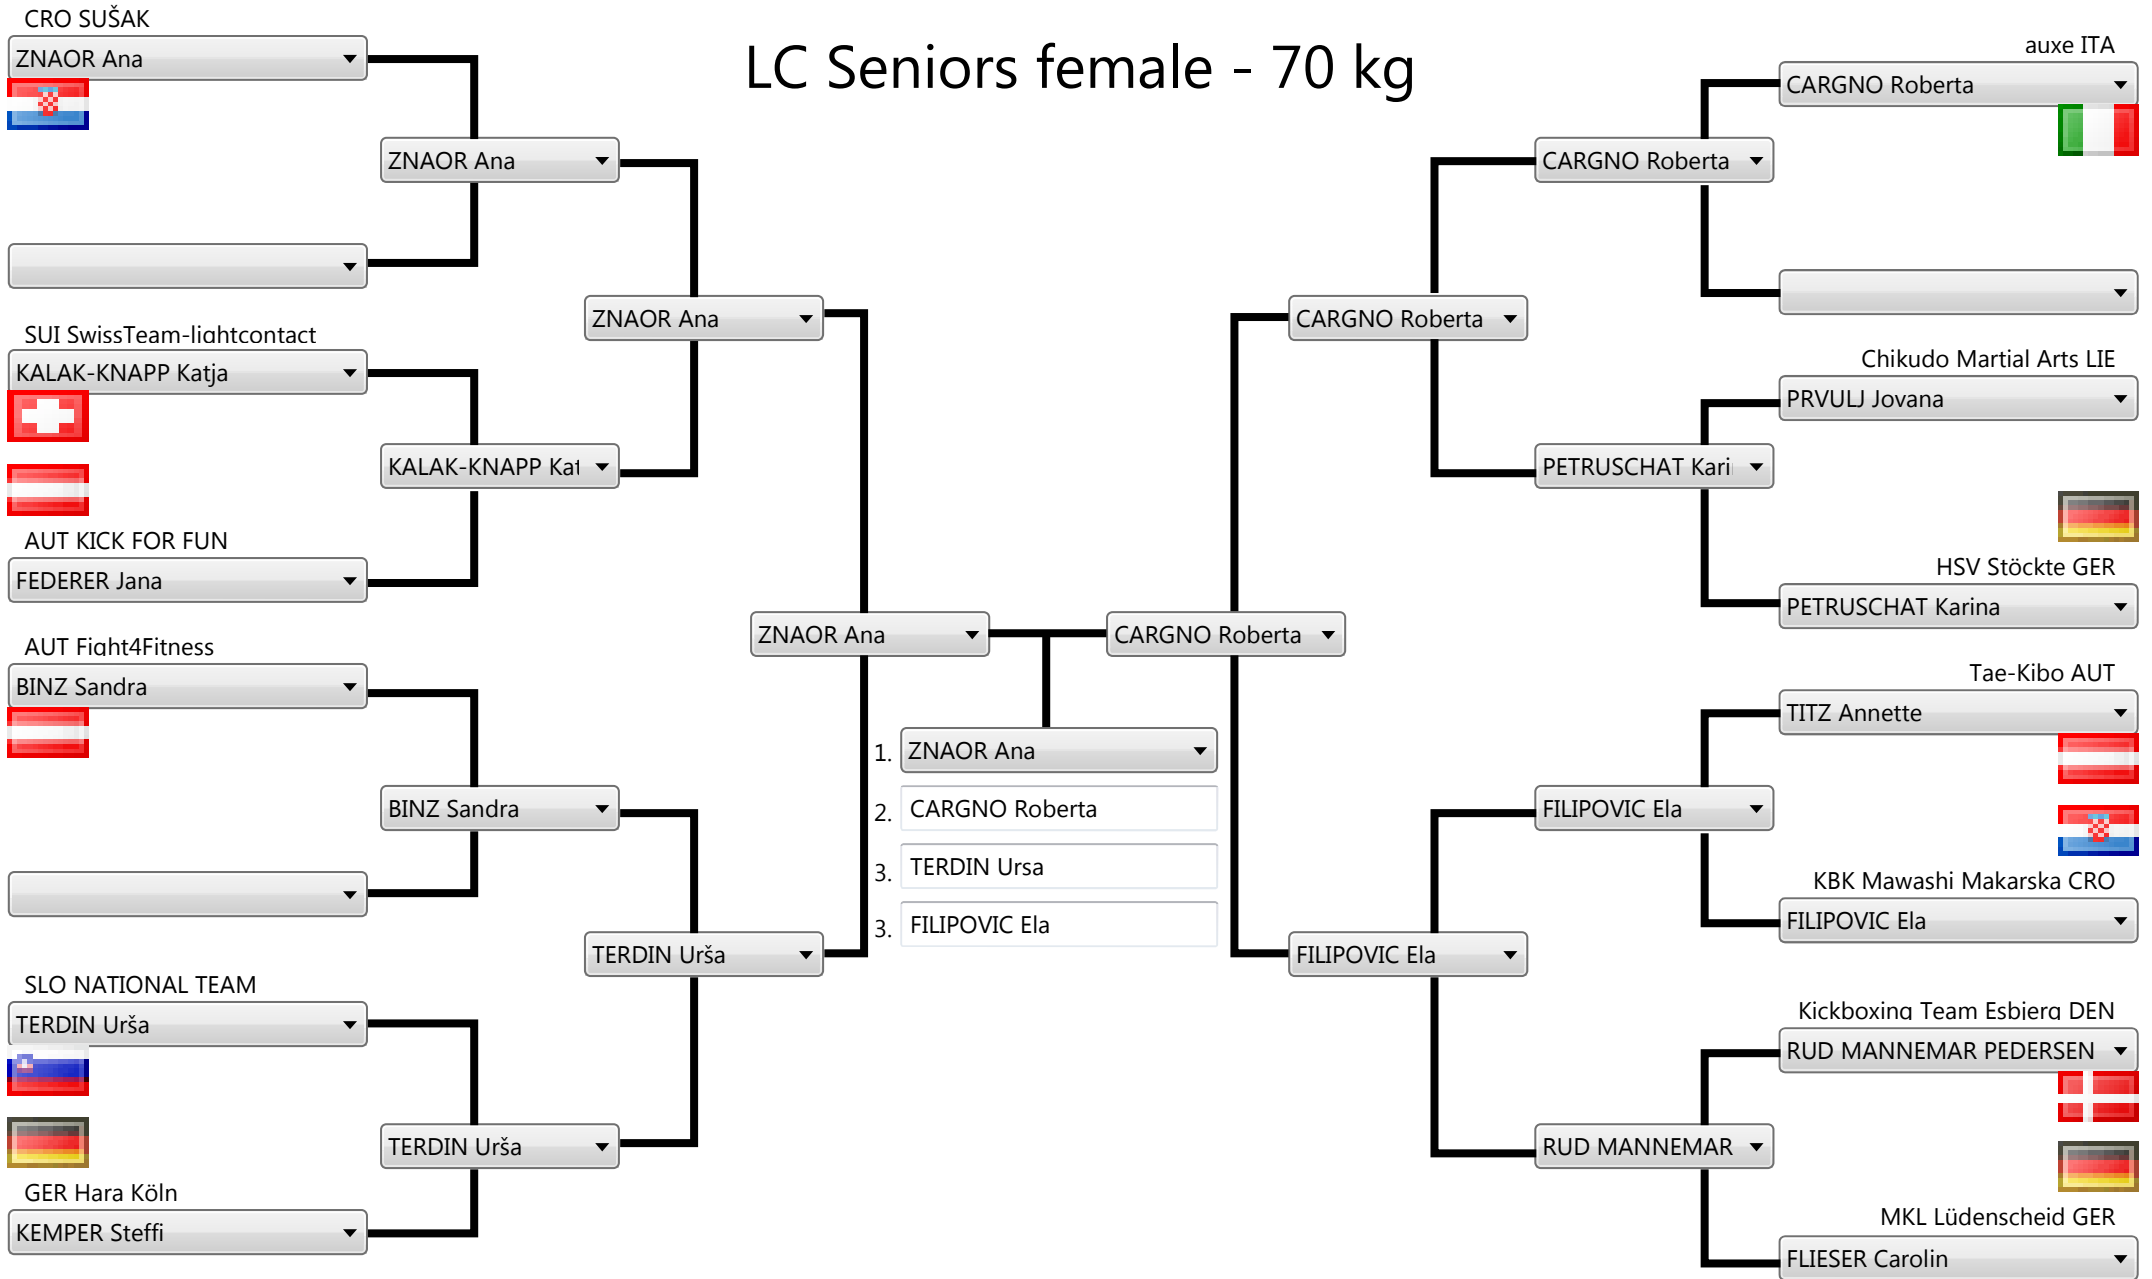 LC Seniors female - 70 kg
CRO SUŠAK
ZNAOR Ana
SUI SwissTeam-lightcontact
KALAK-KNAPP Katja
AUT KICK FOR FUN
FEDERER Jana
AUT Fight4Fitness
BINZ Sandra
SLO NATIONAL TEAM
TERDIN Urša
GER Hara Köln
KEMPER Steffi
ZNAOR Ana
KALAK-KNAPP Kat
BINZ Sandra
TERDIN Urša
ZNAOR Ana
TERDIN Urša
ZNAOR Ana
CARGNO Roberta
1. ZNAOR Ana
2. CARGNO Roberta
3. TERDIN Ursa
3. FILIPOVIC Ela
CARGNO Roberta
FILIPOVIC Ela
CARGNO Roberta
PETRUSCHAT Kari
FILIPOVIC Ela
RUD MANNEMAR
auxe ITA
CARGNO Roberta
Chikudo Martial Arts LIE
PRVULJ Jovana
HSV Stöckte GER
PETRUSCHAT Karina
Tae-Kibo AUT
TITZ Annette
KBK Mawashi Makarska CRO
FILIPOVIC Ela
Kickboxing Team Esbjerg DEN
RUD MANNEMAR PEDERSEN
MKL Lüdenscheid GER
FLIESER Carolin